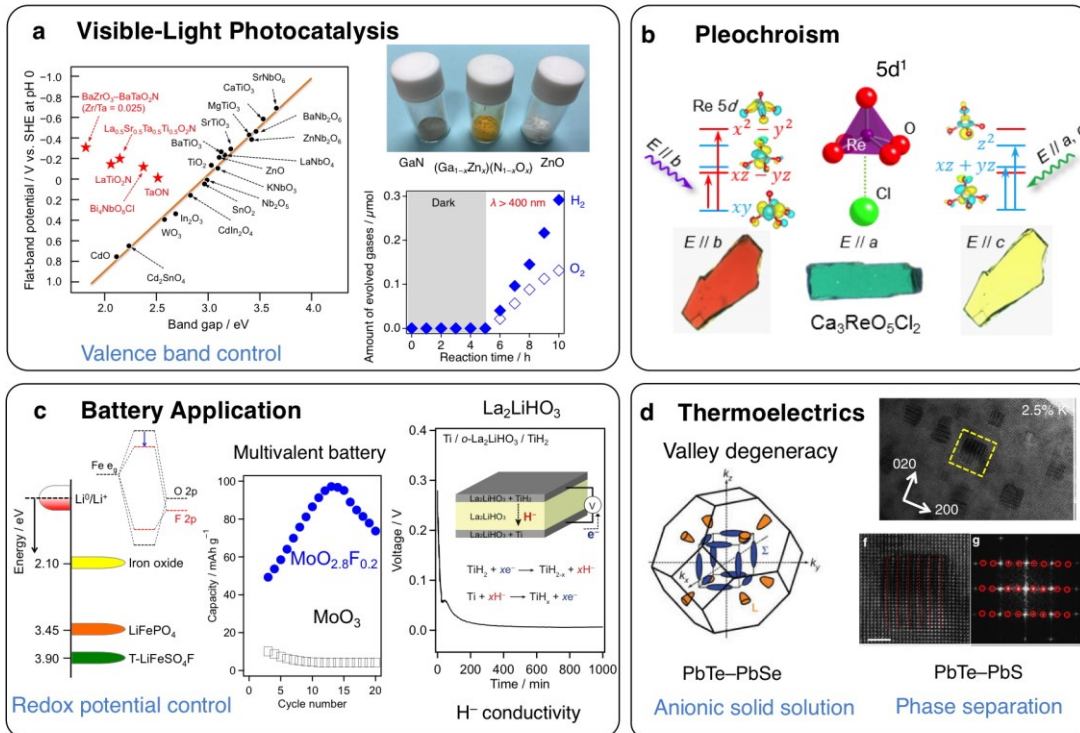 a Visible-Light Photocatalysis
Flat-band potential / V vs. SHE at pH 0
−1.0
−0.8
−0.6
−0.4
−0.2
0.0
0.2
0.4
0.6
0.8
1.0
BaZrO₃–BaTaO₂N
(Zr/Ta = 0.025)
La₀.₅Sr₀.₅Ta₀.₅Ti₀.₅O₂N
LaTiO₂N
TaON
Bi₄NbO₈Cl
SrNbO₆
CaTiO₃
MgTiO₃
SrTiO₃
BaTiO₃
TiO₂
BaNb₂O₆
ZnNb₂O₆
LaNbO₄
ZnO
KNbO₃
Nb₂O₅
SnO₂
CdIn₂O₄
In₂O₃
WO₃
CdO
Cd₂SnO₄
2.0 2.5 3.0 3.5 4.0
Band gap / eV
Valence band control
GaN (Ga₁₋ₓZnₓ)(N₁₋ₓOₓ) ZnO
Amount of evolved gases / μmol
0.3
0.2
0.1
0.0
Dark λ > 400 nm
H₂
O₂
0 2 4 6 8 10
Reaction time / h
b Pleochroism
5d¹
Re 5d
x² − y²
xz − yz
xy
E // b
Re
O
Cl
z²
xz + yz
E // a, c
E // b E // a E // c
Ca₃ReO₅Cl₂
c Battery Application
Energy / eV
Fe e_g
Li⁰/Li⁺
O 2p
F 2p
2.10 Iron oxide
3.45 LiFePO₄
3.90 T-LiFeSO₄F
Redox potential control
Multivalent battery
Capacity / mAh g⁻¹
100
80
60
40
20
0
MoO₂.₈F₀.₂
MoO₃
0 5 10 15 20
Cycle number
La₂LiHO₃
Voltage / V
0.4
0.3
0.2
0.1
0.0
Ti / o-La₂LiHO₃ / TiH₂
La₂LiHO₃ + TiH₂
La₂LiHO₃ H⁻
La₂LiHO₃ + Ti
V
e⁻
TiH₂ + xe⁻ → TiH₂₋ₓ + xH⁻
Ti + xH⁻ → TiHₓ + xe⁻
0 200 400 600 800 1000
Time / min
H⁻ conductivity
d Thermoelectrics
Valley degeneracy
k_z
k_x
k_y
Σ
L
PbTe–PbSe
Anionic solid solution
2.5% K
020
200
f
g
PbTe–PbS
Phase separation